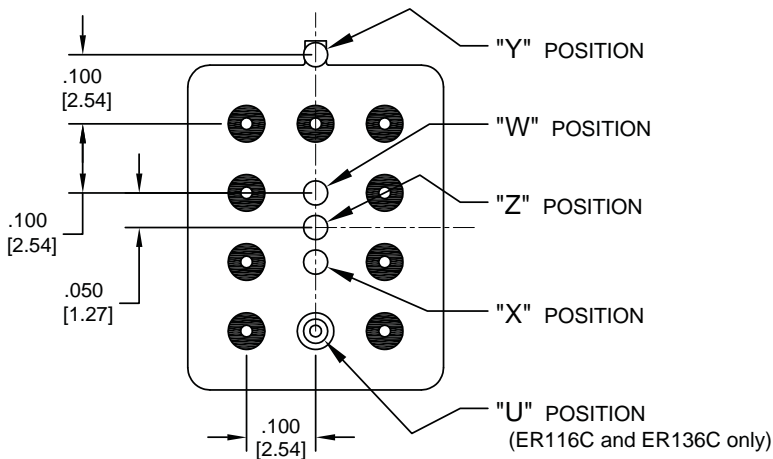 "Y" POSITION
.100
[2.54]
"W" POSITION
"Z" POSITION
.100
[2.54]
.050
[1.27]
"X" POSITION
"U" POSITION
(ER116C and ER136C only)
.100
[2.54]